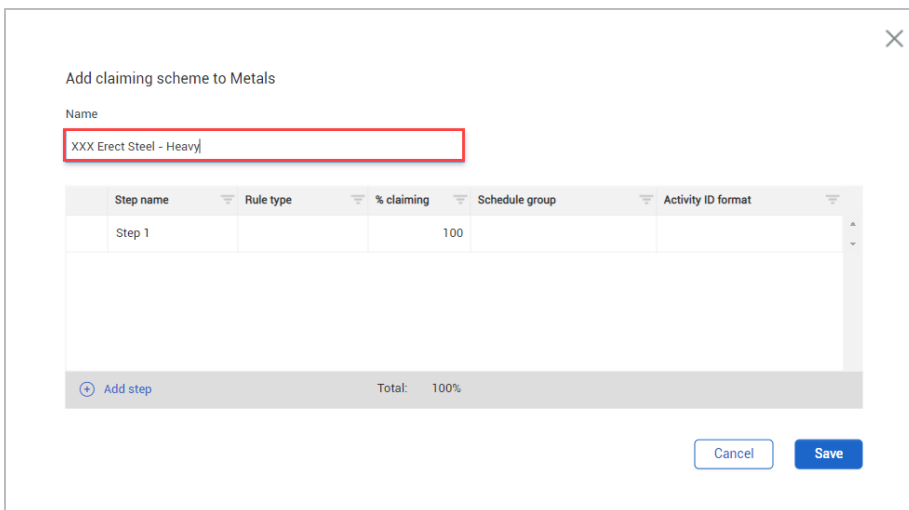 Add claiming scheme to Metals
Name
XXX Erect Steel - Heavy
Step name Rule type % claiming Schedule group Activity ID format
Step 1 100
Add step Total: 100%
Cancel Save